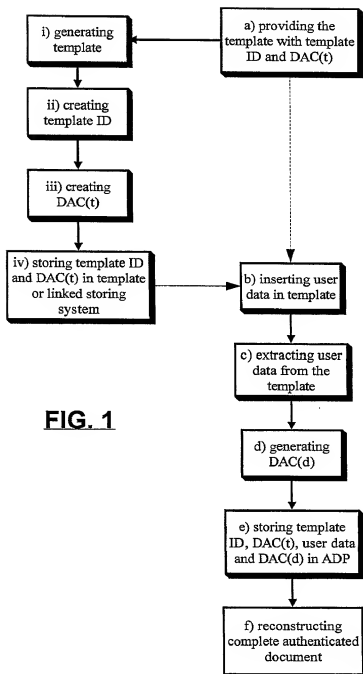 i) generating
template
a) providing the
template with template
ID and DAC(t)
ii) creating
template ID
iii) creating
DAC(t)
iv) storing template ID
and DAC(t) in template
or linked storing
system
b) inserting user
data in template
c) extracting user
data from the
template
FIG. 1
d) generating
DAC(d)
e) storing template
ID, DAC(t), user data
and DAC(d) in ADP
f) reconstructing
complete authenticated
document